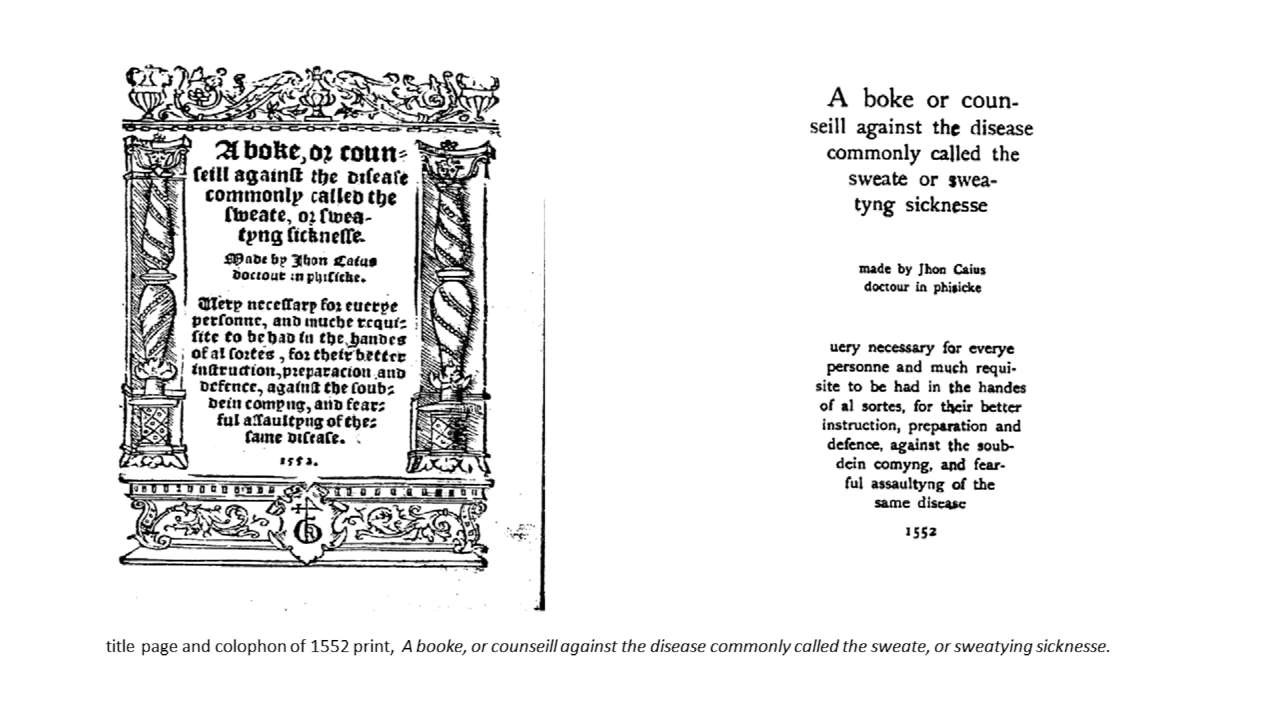 A boke, or coun=
seill against the disease
commonly called the
sweate, or swea-
tyng sicknesse.
Made by Jhon Caius
doctour in phisicke.
Uery necessary for euerye
personne, and muche requi=
site to be had in the handes
of al sortes, for their better
instruction, preparacion and
defence, against the soub=
dein comyng, and fear=
ful assaultyng of the=
same disease.
1552.
A boke or coun-
seill against the disease
commonly called the
sweate or swea-
tyng sicknesse
made by Jhon Caius
doctour in phisicke
uery necessary for everye
personne and much requi-
site to be had in the handes
of al sortes, for their better
instruction, preparation and
defence, against the soub-
dein comyng, and fear-
ful assaultyng of the
same disease
1552
title page and colophon of 1552 print, A booke, or counseill against the disease commonly called the sweate, or sweatying sicknesse.